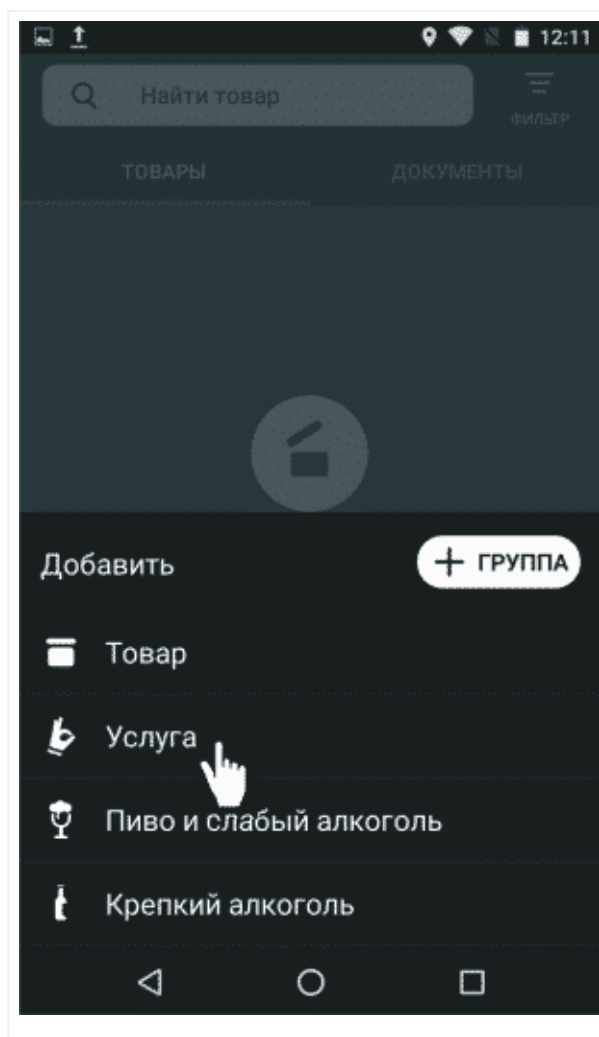 12:11
Найти товар
ФИЛЬТР
ТОВАРЫ
ДОКУМЕНТЫ
Добавить
ГРУППА
Товар
Услуга
Пиво и слабый алкоголь
Крепкий алкоголь